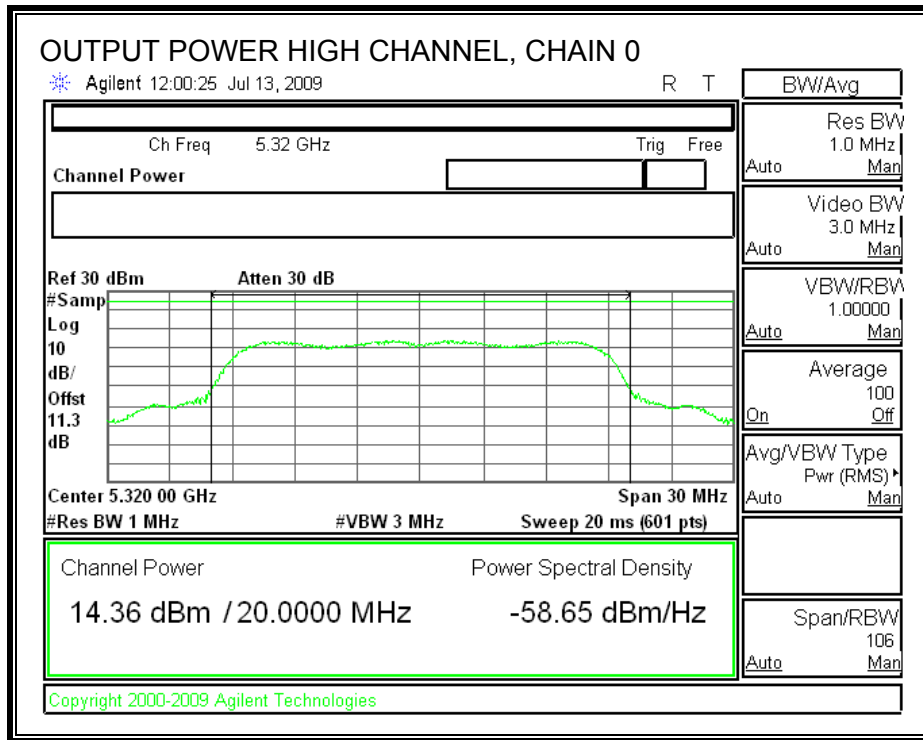 OUTPUT POWER HIGH CHANNEL, CHAIN 0
Agilent 12:00:25 Jul 13, 2009 R T
Ch Freq 5.32 GHz Trig Free
Channel Power
Ref 30 dBm Atten 30 dB
#Samp
Log
10
dB/
Offst
11.3
dB
Center 5.320 00 GHz Span 30 MHz
#Res BW 1 MHz #VBW 3 MHz Sweep 20 ms (601 pts)
Channel Power Power Spectral Density
14.36 dBm / 20.0000 MHz -58.65 dBm/Hz
Copyright 2000-2009 Agilent Technologies
BW/Avg
Res BW
1.0 MHz
Auto Man
Video BW
3.0 MHz
Auto Man
VBW/RBW
1.00000
Auto Man
Average
100
On Off
Avg/VBW Type
Pwr (RMS)
Auto Man
Span/RBW
106
Auto Man